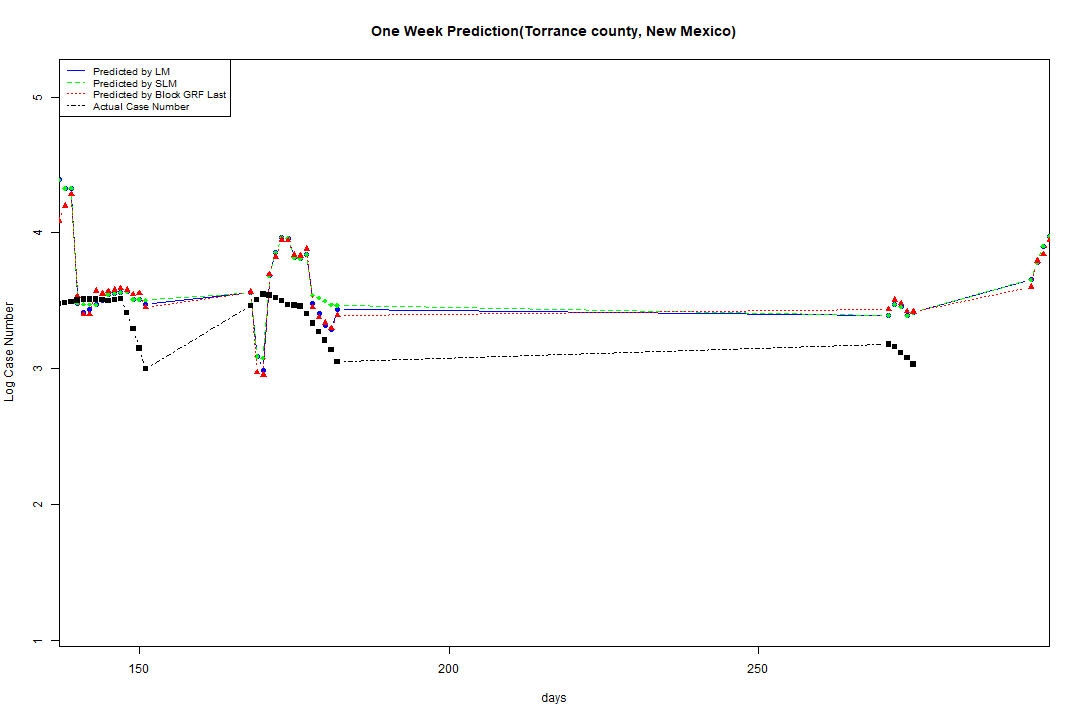 One Week Prediction(Torrance county, New Mexico)
Predicted by LM
Predicted by SLM
Predicted by Block GRF Last
Actual Case Number
Log Case Number
5
4
3
2
1
150
200
250
days